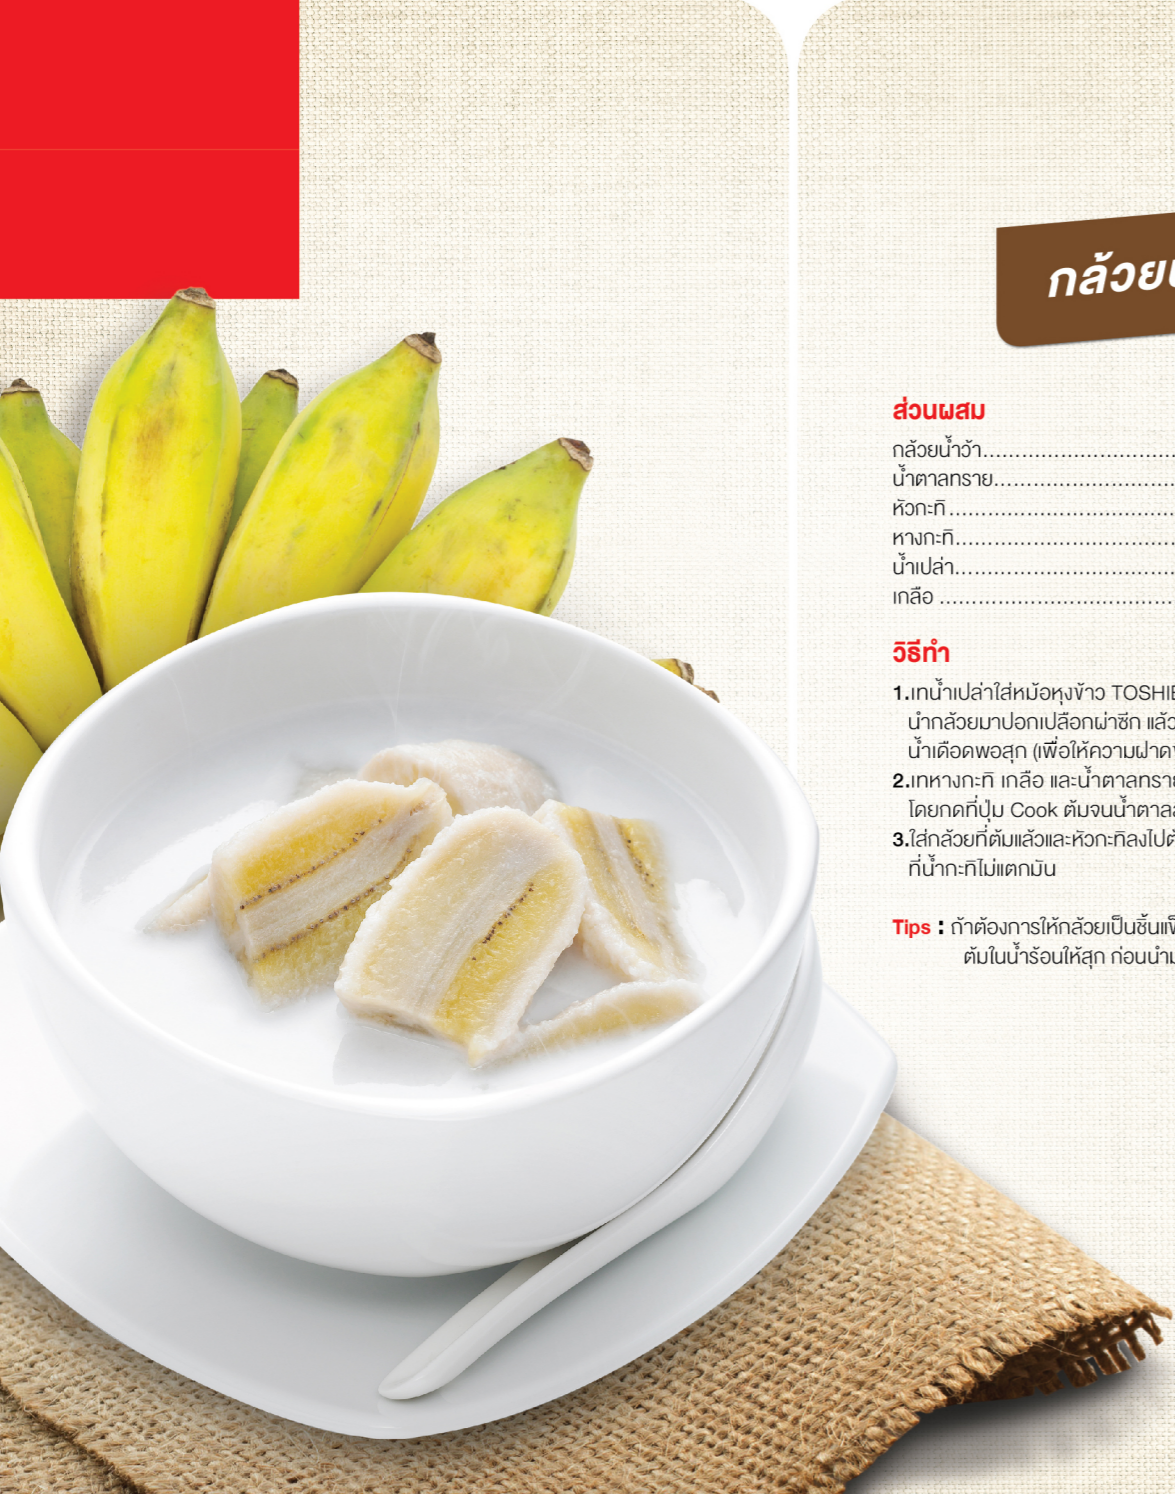 กล้วย
ส่วนผสม
กล้วยน้ำว้า..............................
น้ำตาลทราย............................
หัวกะทิ...................................
หางกะทิ..................................
น้ำเปล่า..................................
เกลือ ....................................
วิธีทำ
1.เทน้ำเปล่าใส่หม้อหุงข้าว
นำกล้วยมาปอกเปลือกผ่าซีก
น้ำเดือดพอสุก (เพื่อให้ความฝาด
2.เทหางกะทิ เกลือ และน้ำตาลทราย
โดยกดที่ปุ่ม Cook ต้มจนน้ำตาล
3.ใส่กล้วยที่ต้มแล้วและหัวกะทิลงไป
ที่น้ำกะทิไม่แตกมัน
Tips : ถ้าต้องการให้กล้วยเป็นชิ้น
ต้มในน้ำร้อนให้สุก ก่อน